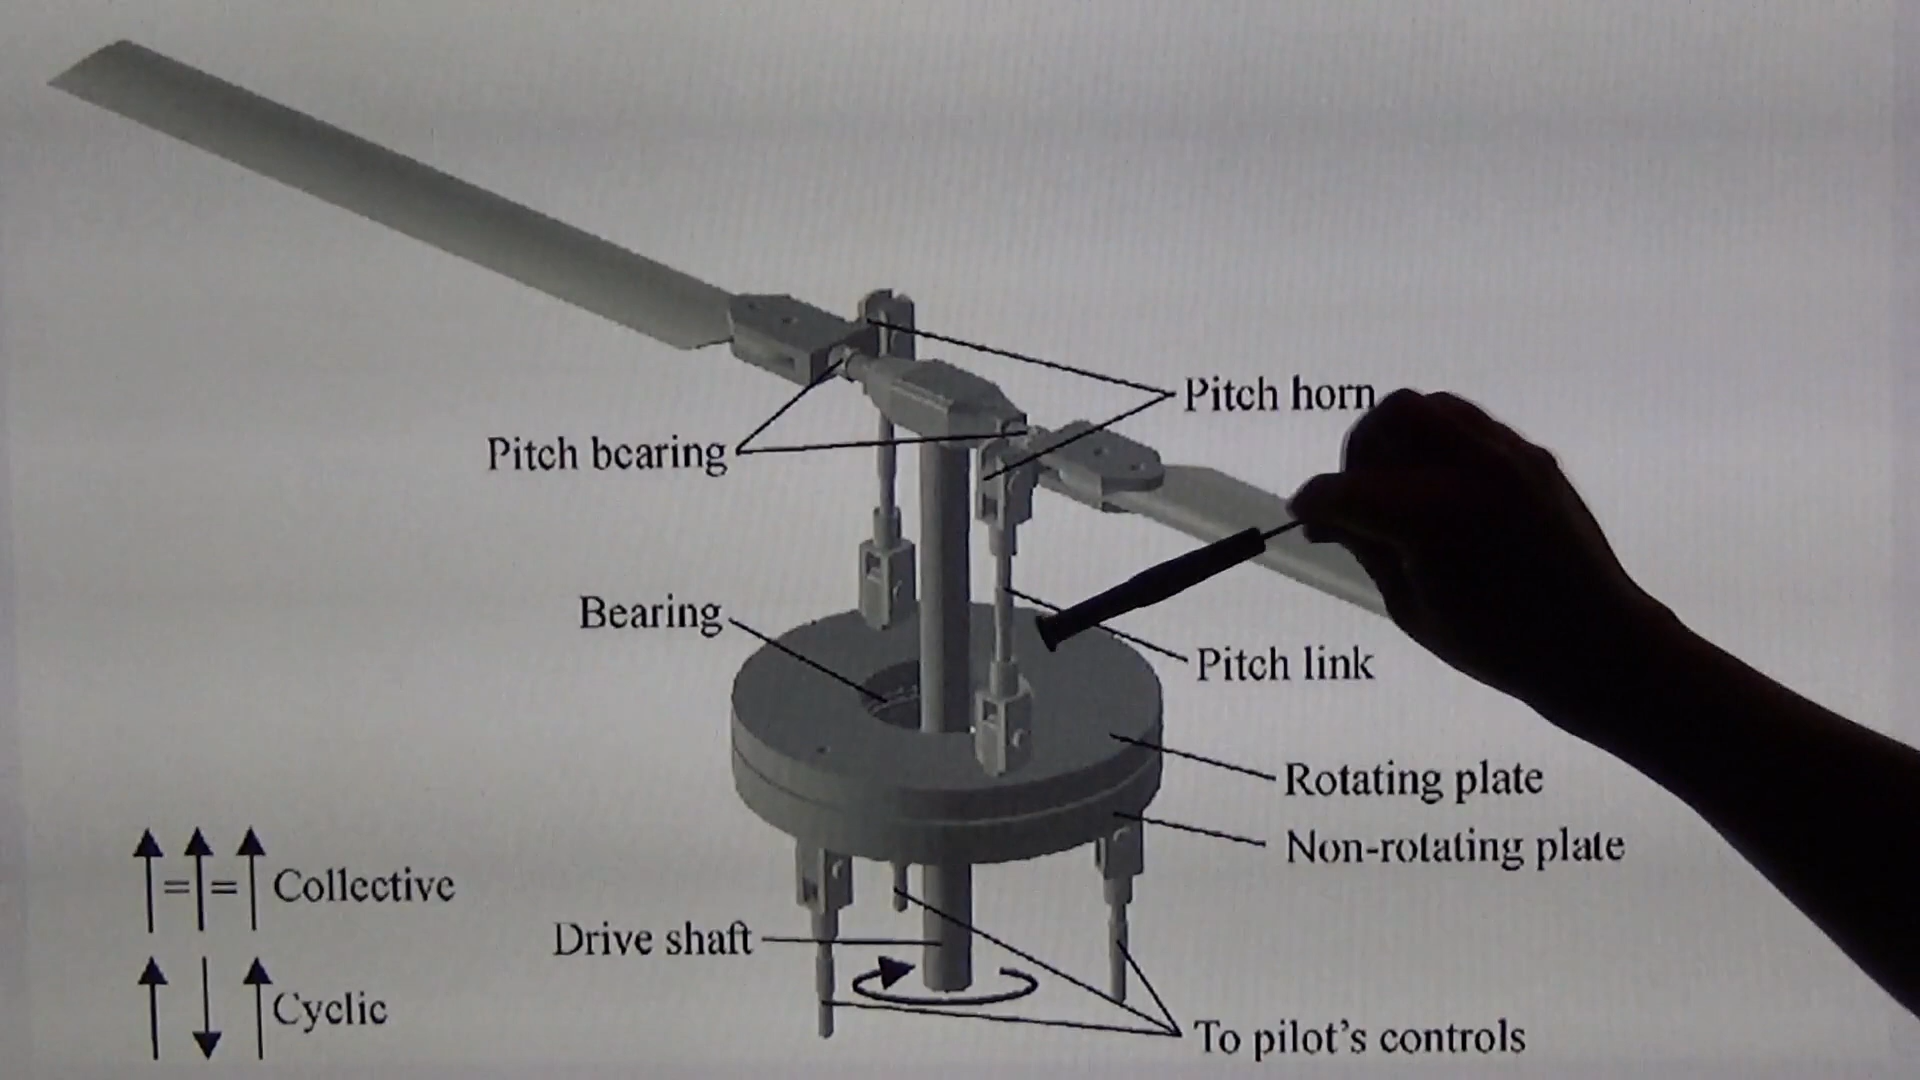 Pitch horn
Pitch bearing
Bearing
Pitch link
Rotating plate
Non-rotating plate
= = Collective
Drive shaft
Cyclic
To pilot's controls